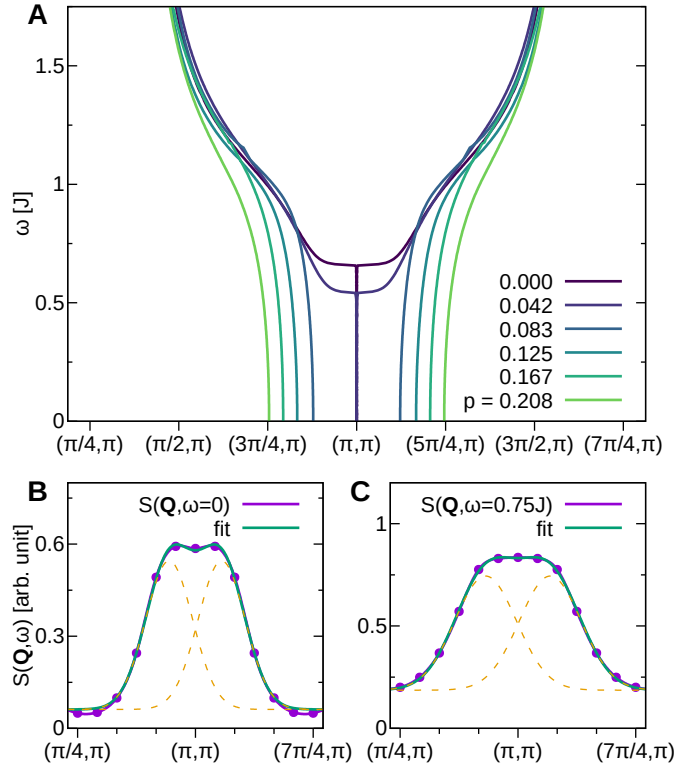 A
ω [J]
1.5
1
0.5
0
0.000
0.042
0.083
0.125
0.167
p = 0.208
(π/4,π) (π/2,π) (3π/4,π) (π,π) (5π/4,π) (3π/2,π) (7π/4,π)
B
S(Q,ω) [arb. unit]
S(Q,ω=0)
fit
0.6
0.3
0
(π/4,π) (π,π) (7π/4,π)
C
S(Q,ω=0.75J)
fit
1
0.5
0
(π/4,π) (π,π) (7π/4,π)